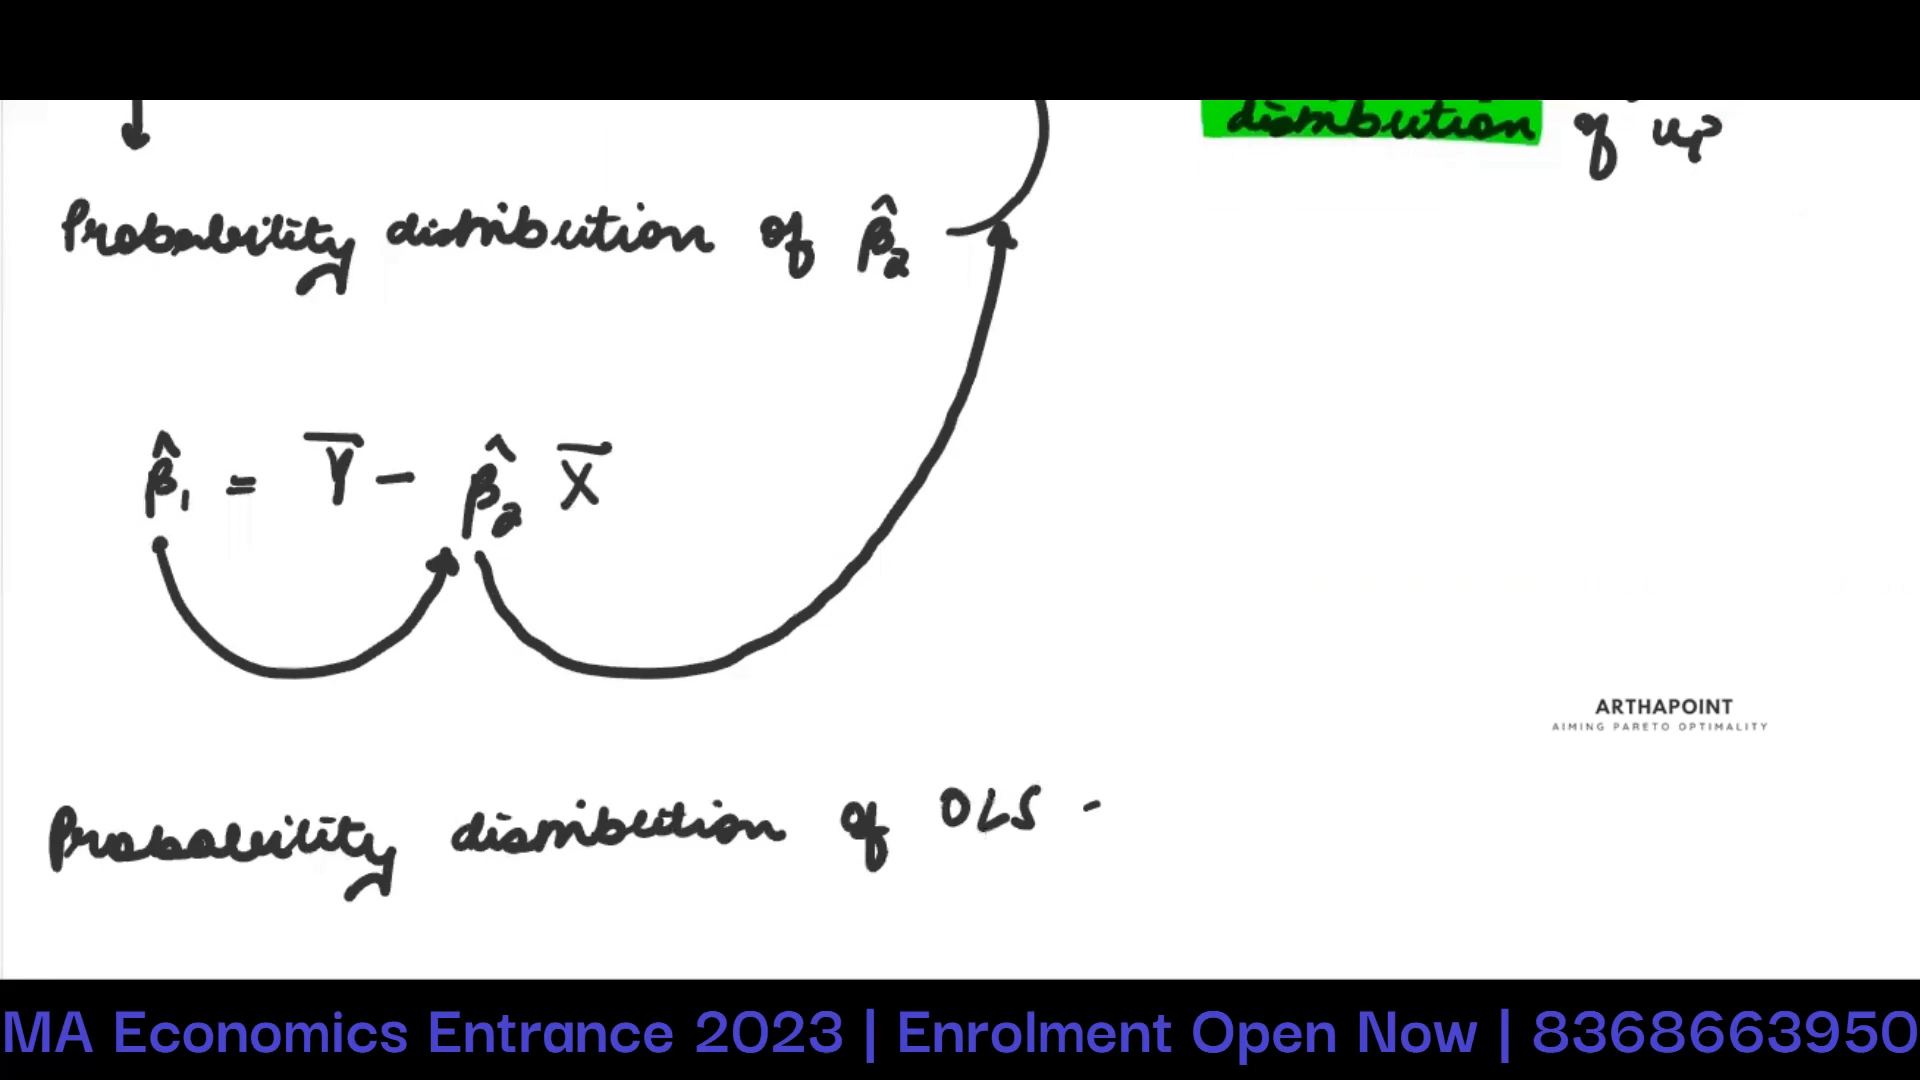 distribution of uᵢ?
Probability distribution of β̂₂
β̂₁ = Y̅ - β̂₂ X̅
ARTHAPOINT
AIMING PARETO OPTIMALITY
Probability distribution of OLS -
MA Economics Entrance 2023 | Enrolment Open Now | 8368663950